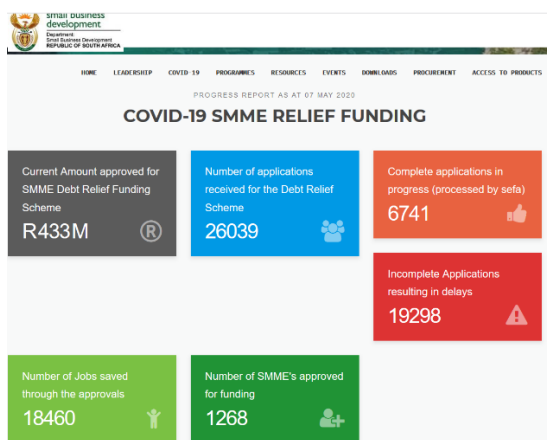 small business
development
Department:
Small Business Development
REPUBLIC OF SOUTH AFRICA
HOME LEADERSHIP COVID-19 PROGRAMMES RESOURCES EVENTS DOWNLOADS PROCUREMENT ACCESS TO PRODUCTS
PROGRESS REPORT AS AT 07 MAY 2020
COVID-19 SMME RELIEF FUNDING
Current Amount approved for
SMME Debt Relief Funding
Scheme
R433M
®
Number of applications
received for the Debt Relief
Scheme
26039
Complete applications in
progress (processed by sefa)
6741
Incomplete Applications
resulting in delays
19298
Number of Jobs saved
through the approvals
18460
Number of SMME's approved
for funding
1268